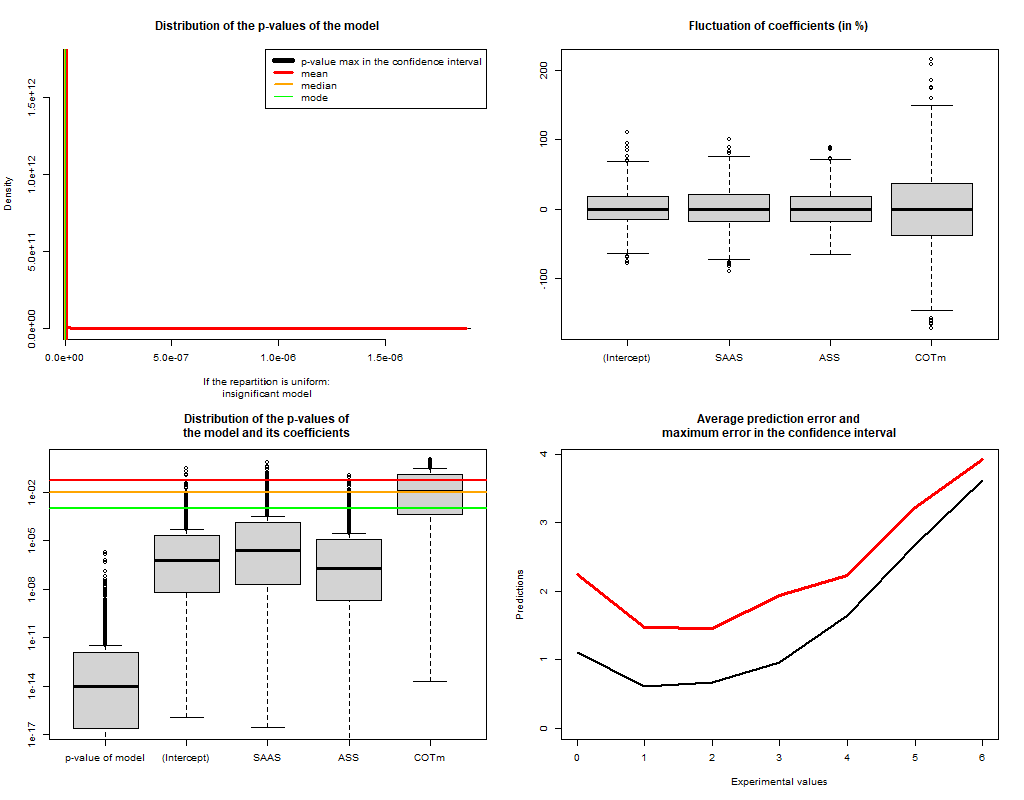 Distribution of the p-values of the model
p-value max in the confidence interval
mean
median
mode
Density
0.0e+00
5.0e+11
1.0e+12
1.5e+12
0.0e+00
5.0e-07
1.0e-06
1.5e-06
If the repartition is uniform:
insignificant model
Fluctuation of coefficients (in %)
200
100
0
-100
(Intercept)
SAAS
ASS
COTm
Distribution of the p-values of
the model and its coefficients
1e-02
1e-05
1e-08
1e-11
1e-14
1e-17
p-value of model
(Intercept)
SAAS
ASS
COTm
Average prediction error and
maximum error in the confidence interval
Predictions
4
3
2
1
0
0
1
2
3
4
5
6
Experimental values